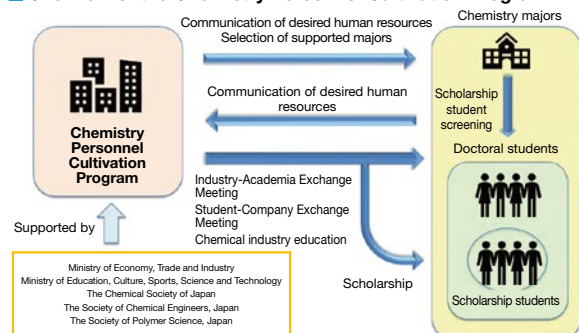 Communication of desired human resources
Selection of supported majors
Chemistry majors
Communication of desired human
resources
Scholarship
student
screening
Chemistry
Personnel
Cultivation
Program
Doctoral students
Industry-Academia Exchange
Meeting
Student-Company Exchange
Meeting
Chemical industry education
Supported by
Scholarship
Scholarship students
Ministry of Economy, Trade and Industry
Ministry of Education, Culture, Sports, Science and Technology
The Chemical Society of Japan
The Society of Chemical Engineers, Japan
The Society of Polymer Science, Japan